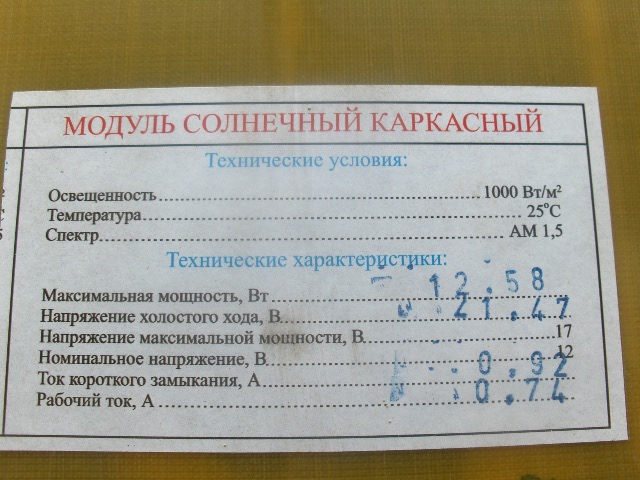 МОДУЛЬ СОЛНЕЧНЫЙ КАРКАСНЫЙ
Технические условия:
Освещенность 1000 Вт/м²
Температура 25°С
Спектр АМ 1,5
Технические характеристики:
Максимальная мощность, Вт 12.58
Напряжение холостого хода, В 21.47
Напряжение максимальной мощности, В 17
Номинальное напряжение, В 12
Ток короткого замыкания, А 0.92
Рабочий ток, А 0.74